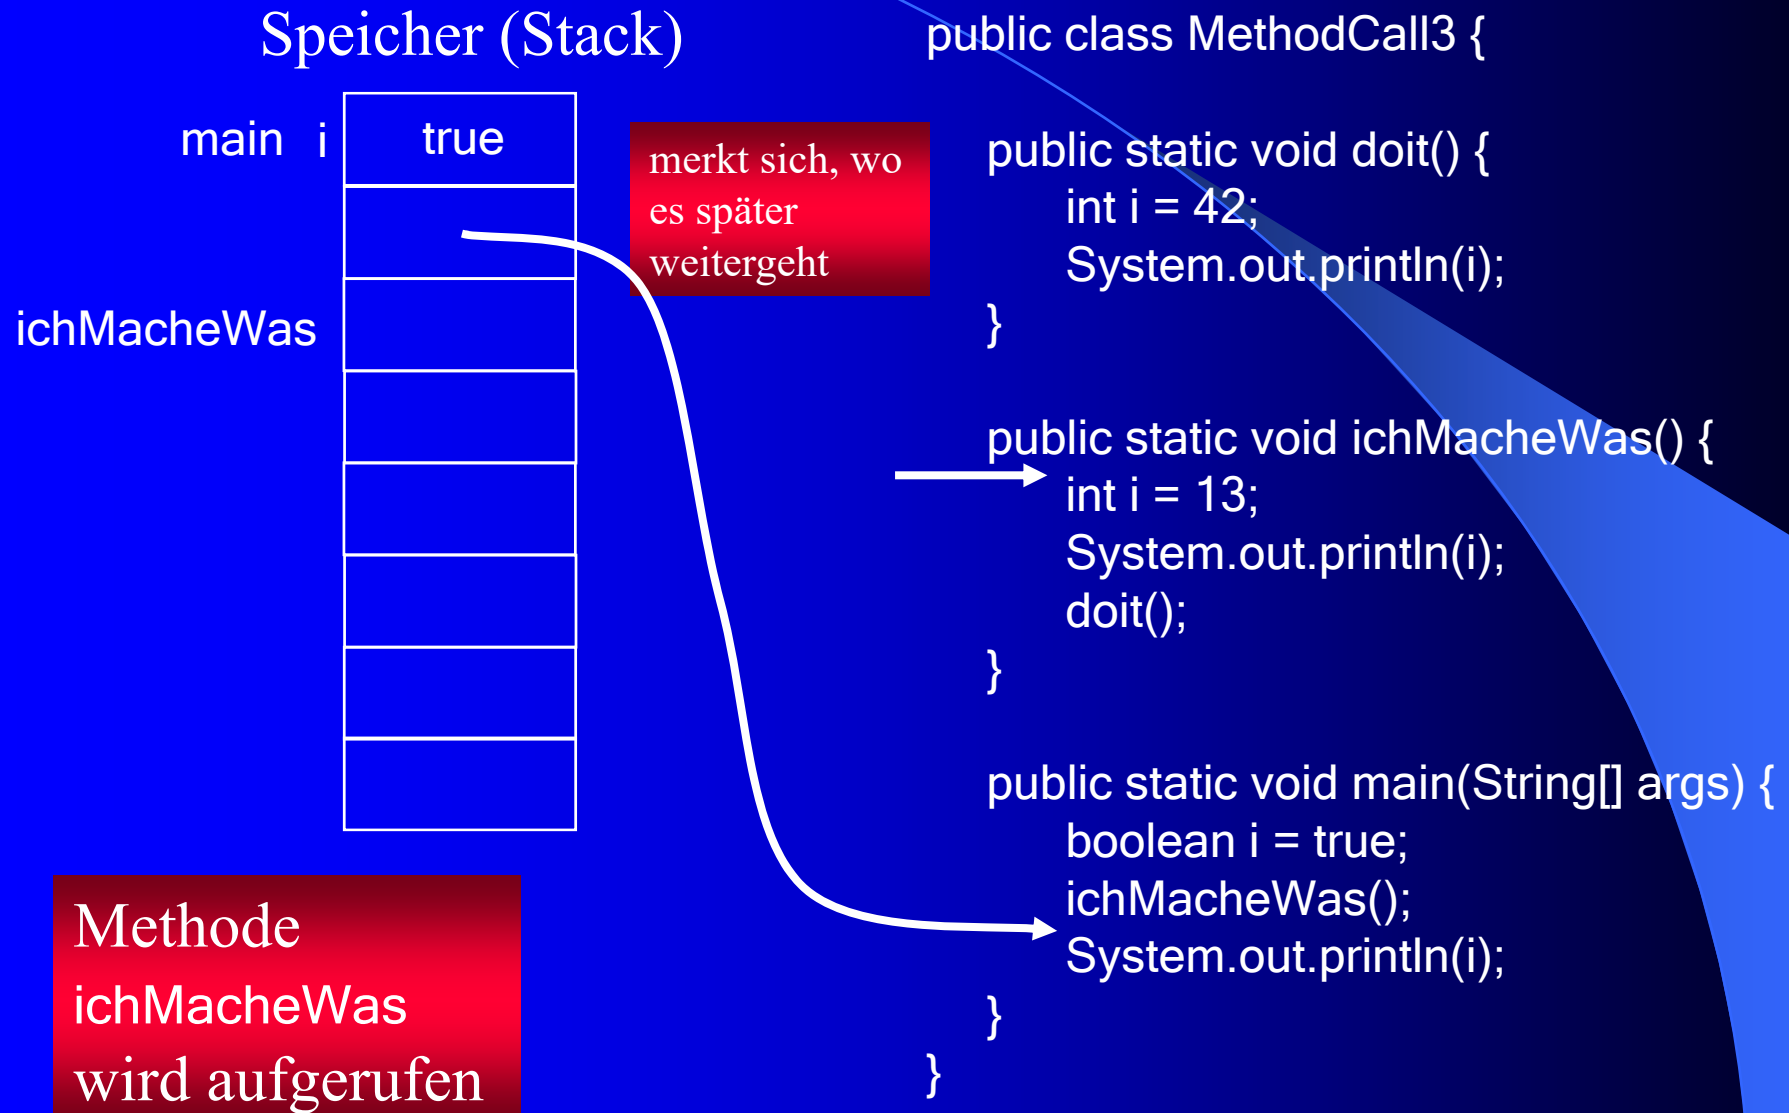 Speicher (Stack)
main i true
merkt sich, wo
es später
weitergeht
ichMacheWas
Methode
ichMacheWas
wird aufgerufen
public class MethodCall3 {
public static void doit() {
int i = 42;
System.out.println(i);
}
public static void ichMacheWas() {
int i = 13;
System.out.println(i);
doit();
}
public static void main(String[] args) {
boolean i = true;
ichMacheWas();
System.out.println(i);
}
}